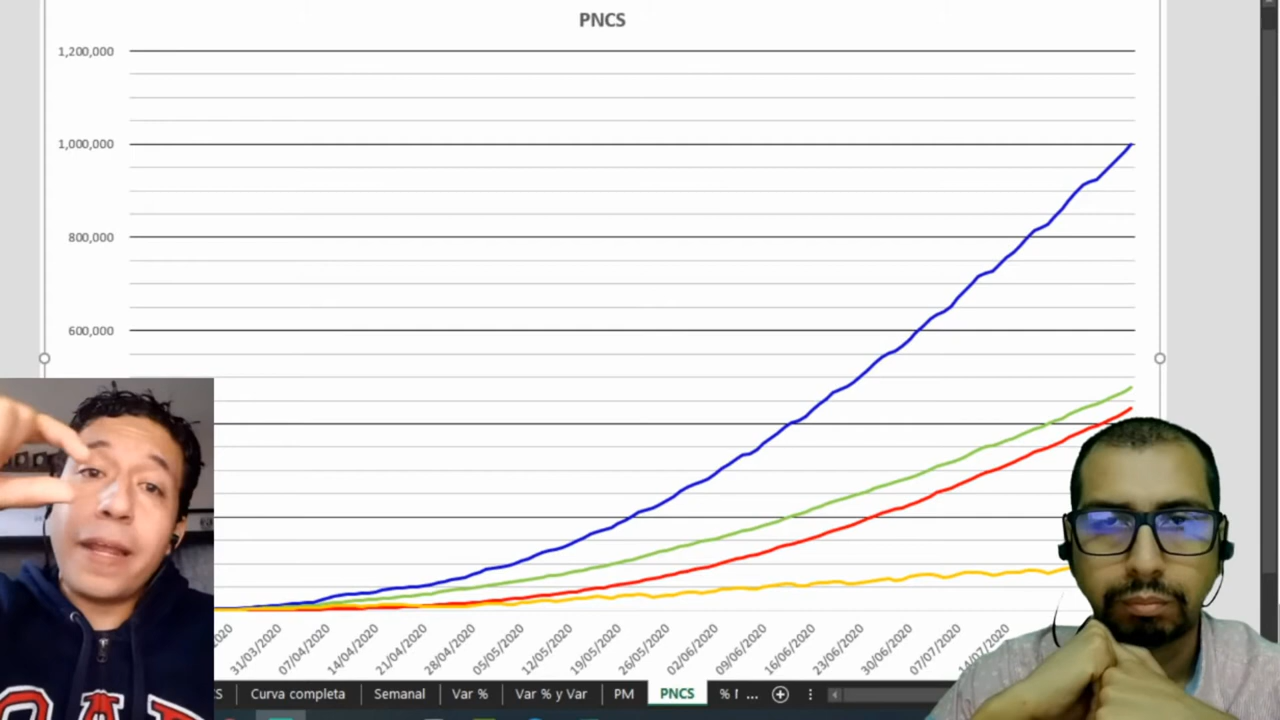 PNCS
1,200,000
1,000,000
800,000
600,000
2020
31/03/2020
07/04/2020
14/04/2020
21/04/2020
28/04/2020
05/05/2020
12/05/2020
19/05/2020
26/05/2020
02/06/2020
09/06/2020
16/06/2020
23/06/2020
30/06/2020
07/07/2020
14/07/2020
S
Curva completa
Semanal
Var %
Var % y Var
PM
PNCS
% I ...